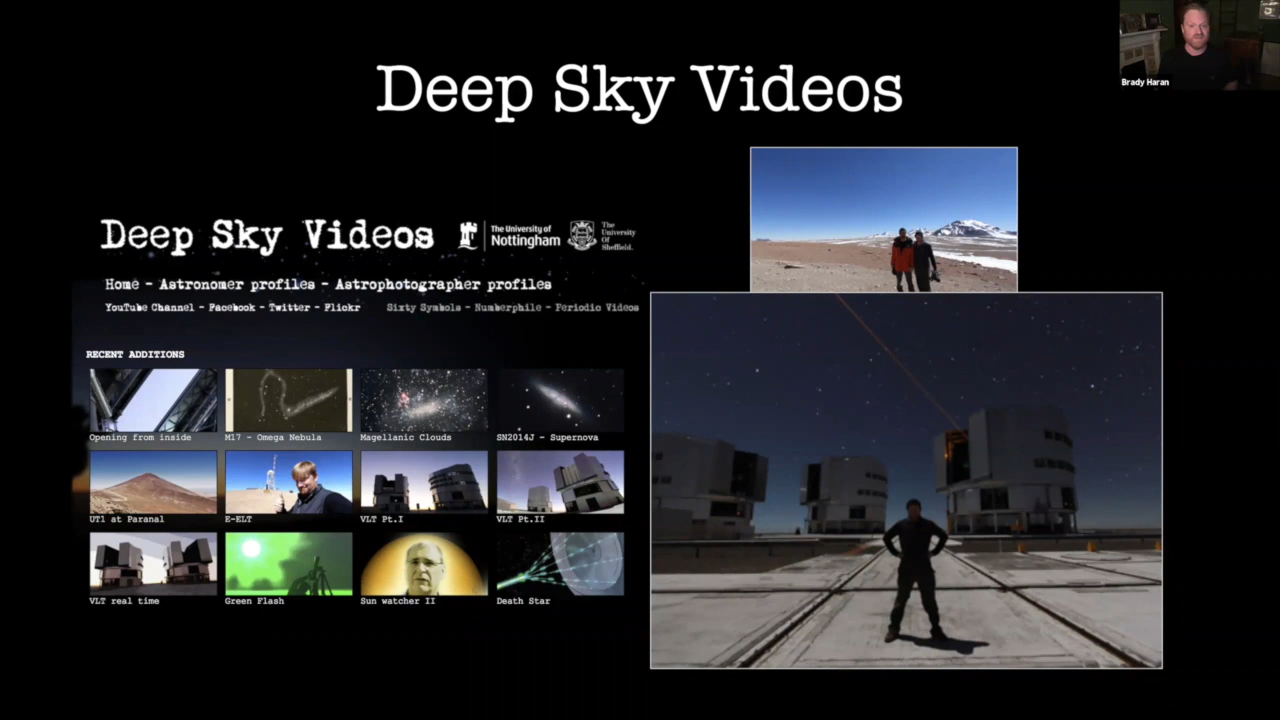 Deep Sky Videos
Brady Haran
Deep Sky Videos
The University of
Nottingham
The
University
Of
Sheffield.
Home - Astronomer profiles - Astrophotographer profiles
YouTube Channel - Facebook - Twitter - Flickr
Sixty Symbols - Numberphile - Periodic Videos
RECENT ADDITIONS
Opening from inside
M17 - Omega Nebula
Magellanic Clouds
SN2014J - Supernova
UT1 at Paranal
E-ELT
VLT Pt.I
VLT Pt.II
VLT real time
Green Flash
Sun watcher II
Death Star